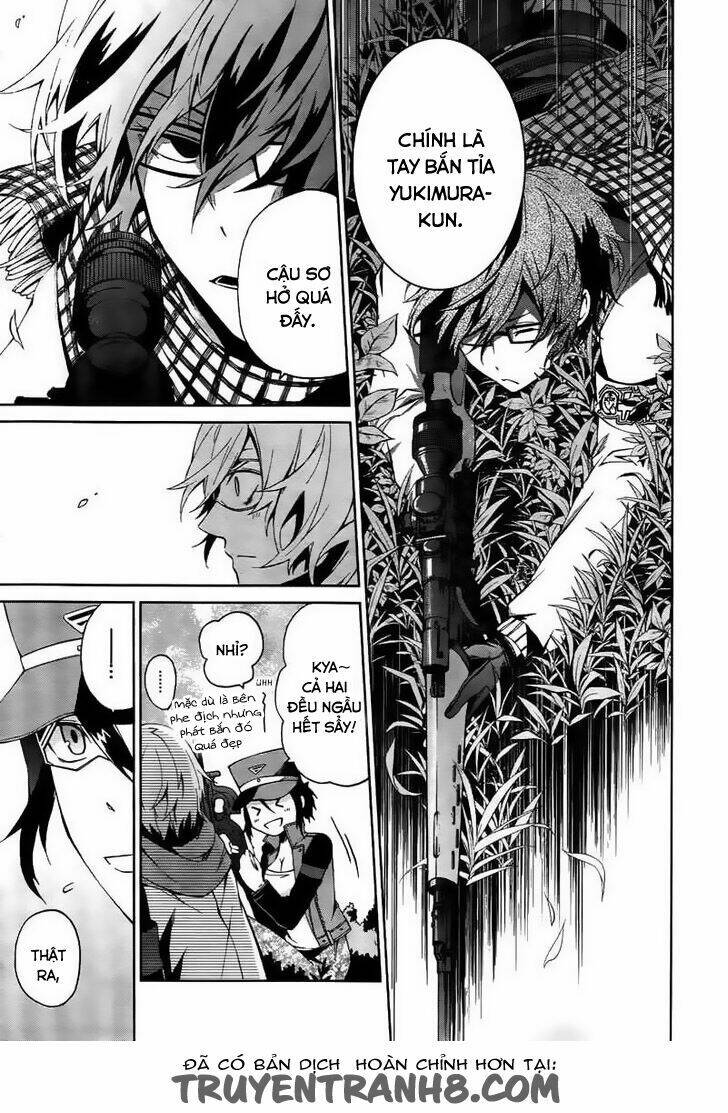 CHÍNH LÀ
TAY BẮN TỈA
YUKIMURA-
KUN.
CẬU SƠ
HỞ QUÁ
ĐẤY.
KYA~
CẢ HAI
ĐỀU NGẦU
HẾT SẨY!
NHỈ?
UHH
Mặc dù là bên
phe địch nhưng
phát bắn đó
quá đẹp
........
......
THẬT
RA,
ĐÃ CÓ BẢN DỊCH HOÀN CHỈNH HƠN TẠI:
TRUYENTRANH8.COM